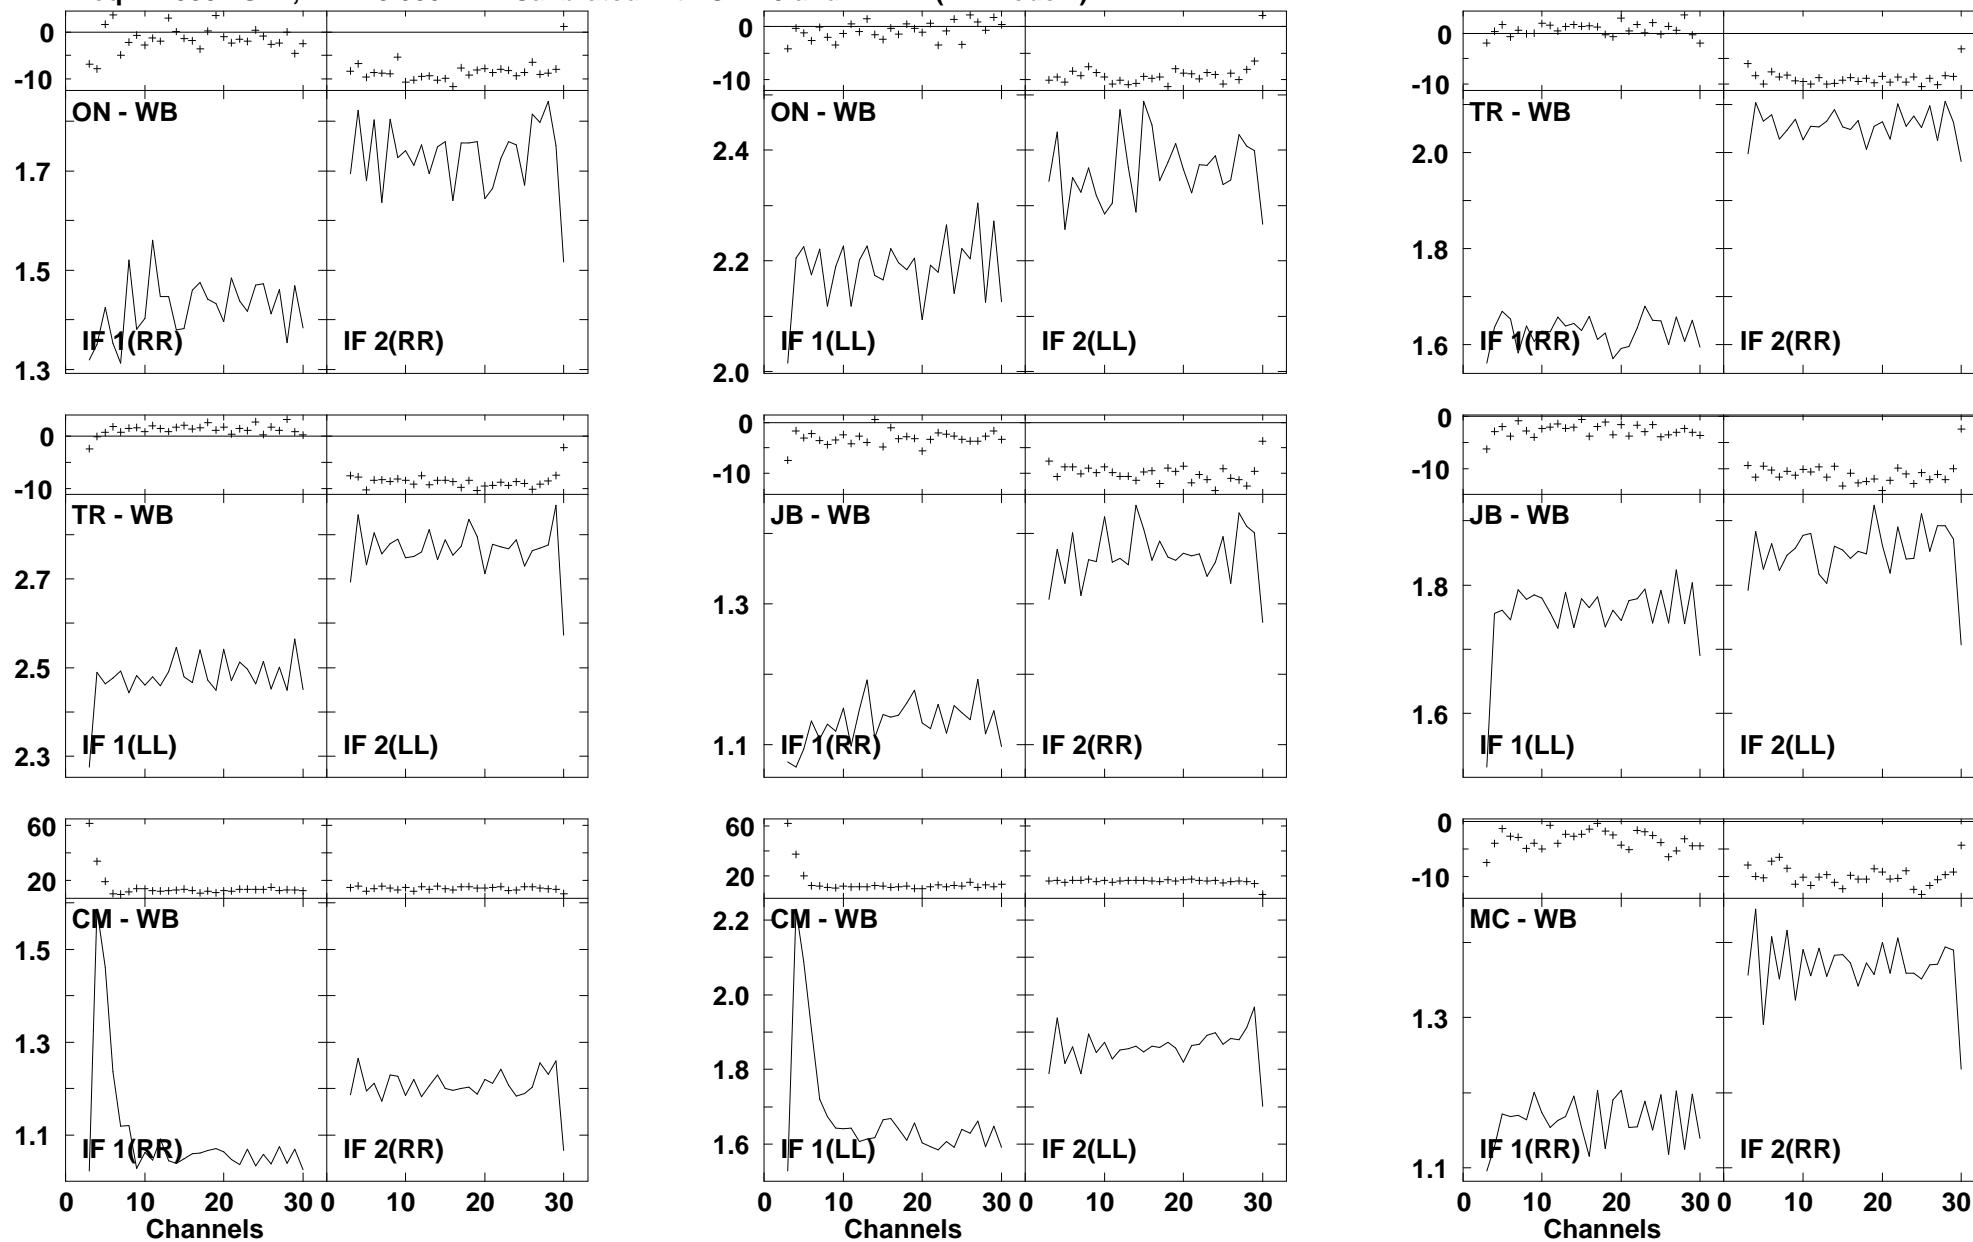 0 0 0
-10 -10 -10
ON - WB ON - WB TR - WB
1.7 2.4 2.0
1.5 2.2 1.8
1.3 2.0 1.6
IF 1(RR) IF 2(RR) IF 1(LL) IF 2(LL) IF 1(RR) IF 2(RR)
0 0 0
-10 -10 -10
TR - WB JB - WB JB - WB
2.7 1.3 1.8
2.5 1.6
2.3 1.1
IF 1(LL) IF 2(LL) IF 1(RR) IF 2(RR) IF 1(LL) IF 2(LL)
60 60 0
20 20 -10
CM - WB CM - WB MC - WB
1.5 2.2 1.3
1.3 2.0
1.8
1.1 1.6 1.1
IF 1(RR) IF 2(RR) IF 1(LL) IF 2(LL) IF 1(RR) IF 2(RR)
0 10 20 30 0 10 20 30 0 10 20 30 0 10 20 30 0 10 20 30 0 10 20 30
Channels Channels Channels